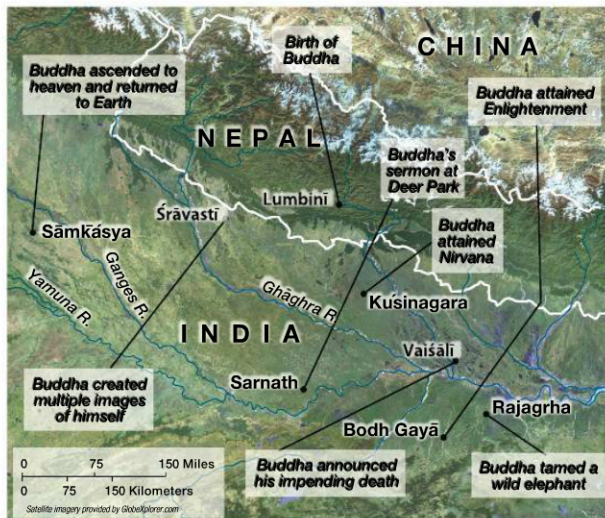 CHINA
Birth of
Buddha
Buddha ascended to
heaven and returned
to Earth
Buddha attained
Enlightenment
NEPAL
Buddha's
sermon at
Deer Park
Lumbinī
Śrāvastī
Sāmkásya
Buddha
attained
Nirvana
Ganges R.
Yamuna R.
Ghāghra R.
Kuśinagara
INDIA
Vaiśālī
Buddha created
multiple images
of himself
Sarnath
Rajagrha
Bodh Gayā
0 75 150 Miles
0 75 150 Kilometers
Buddha announced
his impending death
Buddha tamed a
wild elephant
Satellite imagery provided by GlobeXplorer.com